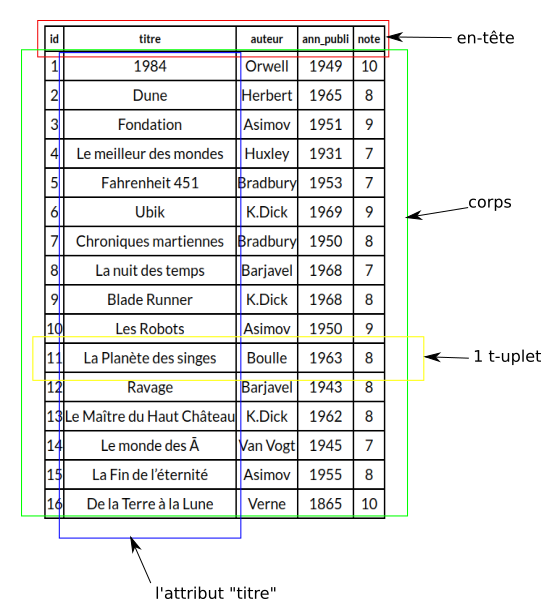 id titre auteur ann_publi note
en-tête
1 1984 Orwell 1949 10
2 Dune Herbert 1965 8
3 Fondation Asimov 1951 9
4 Le meilleur des mondes Huxley 1931 7
5 Fahrenheit 451 Bradbury 1953 7
6 Ubik K.Dick 1969 9
corps
7 Chroniques martiennes Bradbury 1950 8
8 La nuit des temps Barjavel 1968 7
9 Blade Runner K.Dick 1968 8
10 Les Robots Asimov 1950 9
11 La Planète des singes Boulle 1963 8
1 t-uplet
12 Ravage Barjavel 1943 8
13 Le Maître du Haut Château K.Dick 1962 8
14 Le monde des Ā Van Vogt 1945 7
15 La Fin de l’éternité Asimov 1955 8
16 De la Terre à la Lune Verne 1865 10
l'attribut "titre"